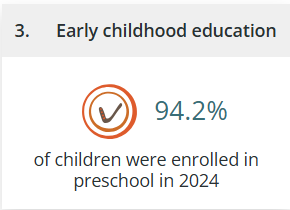 3. Early childhood education
94.2%
of children were enrolled in
preschool in 2024